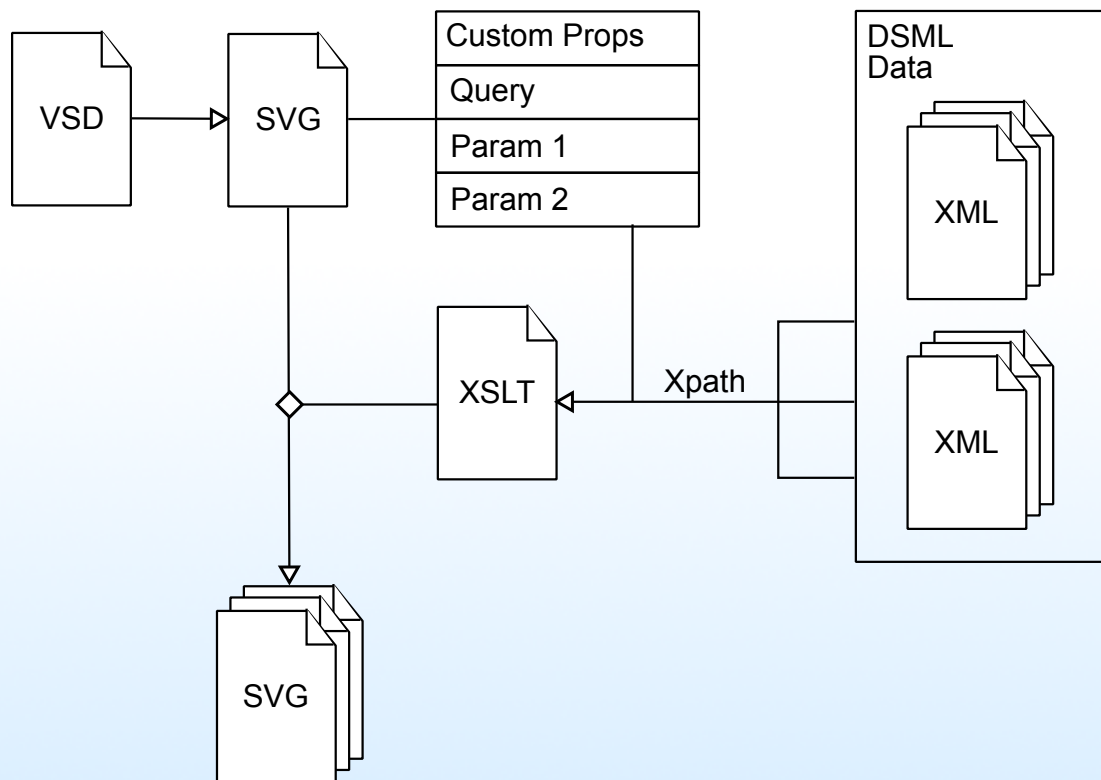 VSD
SVG
Custom Props
Query
Param 1
Param 2
DSML
Data
XML
XSLT
Xpath
XML
SVG